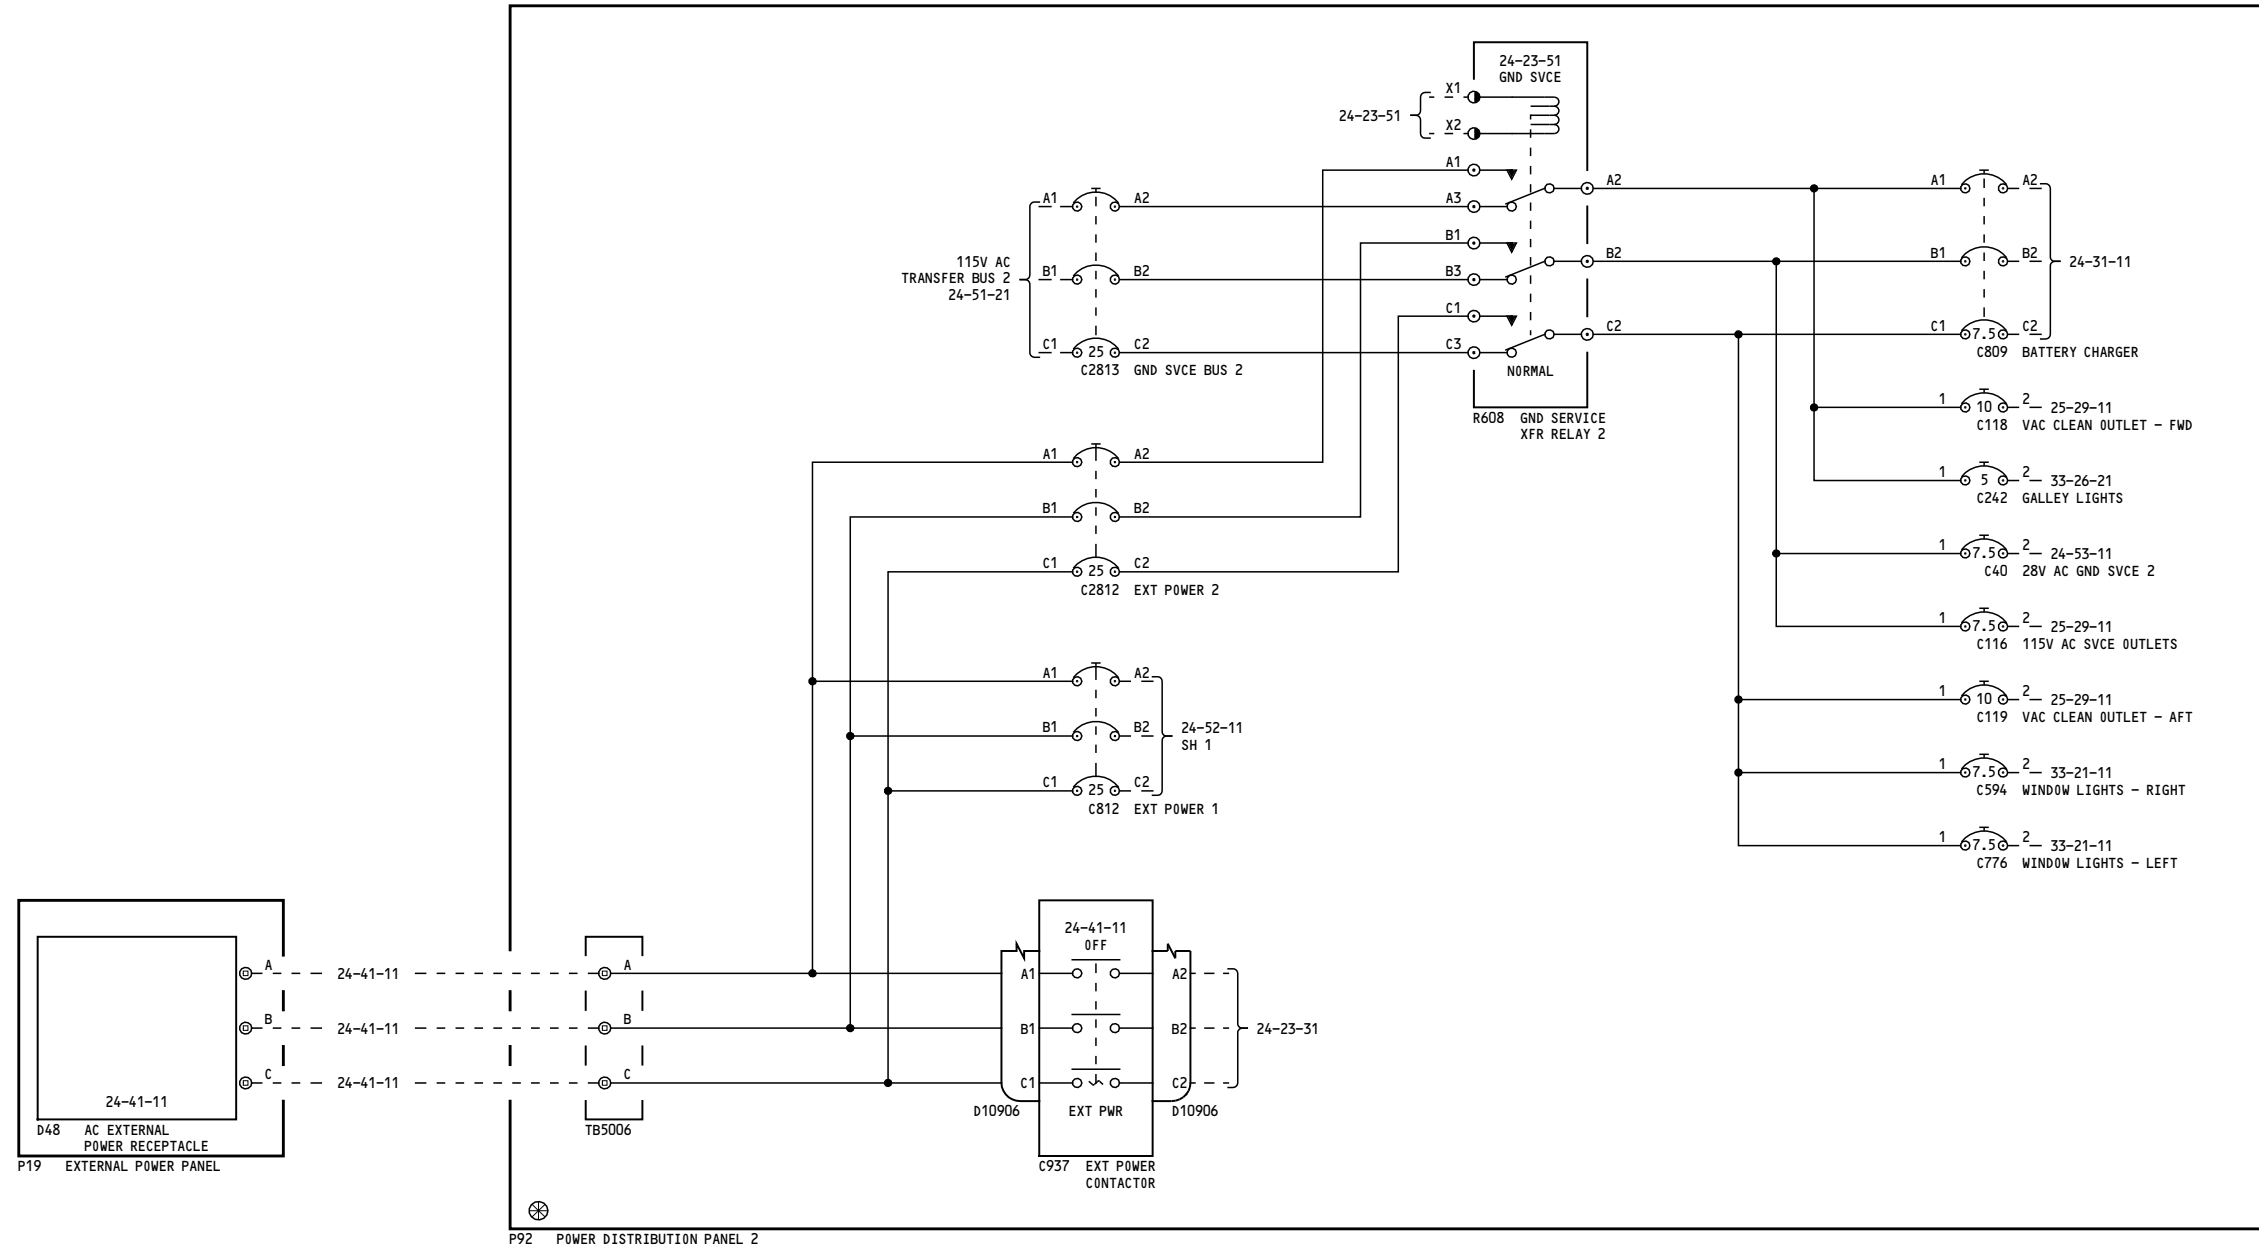 24-23-51
GND SVCE
X1
24-23-51
X2
A1
A3
A2
B1
B3
B2
C1
C3
C2
NORMAL
R608 GND SERVICE
XFR RELAY 2
115V AC
TRANSFER BUS 2
24-51-21
A1 A2
B1 B2
C1 25 C2
C2813 GND SVCE BUS 2
A1 A2
B1 B2
C1 25 C2
C2812 EXT POWER 2
A1 A2
B1 B2
24-52-11
SH 1
C1 25 C2
C812 EXT POWER 1
A1 A2
B1 B2 24-31-11
C1 7.5 C2
C809 BATTERY CHARGER
1 10 2 25-29-11
C118 VAC CLEAN OUTLET - FWD
1 5 2 33-26-21
C242 GALLEY LIGHTS
1 7.5 2 24-53-11
C40 28V AC GND SVCE 2
1 7.5 2 25-29-11
C116 115V AC SVCE OUTLETS
1 10 2 25-29-11
C119 VAC CLEAN OUTLET - AFT
1 7.5 2 33-21-11
C594 WINDOW LIGHTS - RIGHT
1 7.5 2 33-21-11
C776 WINDOW LIGHTS - LEFT
A 24-41-11 A
B 24-41-11 B
C 24-41-11 C
24-41-11
D48 AC EXTERNAL
POWER RECEPTACLE
P19 EXTERNAL POWER PANEL
TB5006
24-41-11
OFF
A1 A2
B1 B2 24-23-31
C1 C2
D10906 EXT PWR D10906
C937 EXT POWER
CONTACTOR
P92 POWER DISTRIBUTION PANEL 2